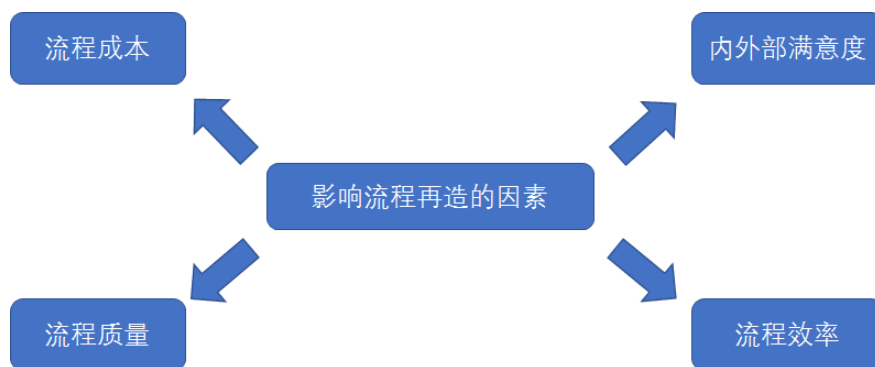 流程成本
内外部满意度
影响流程再造的因素
流程质量
流程效率